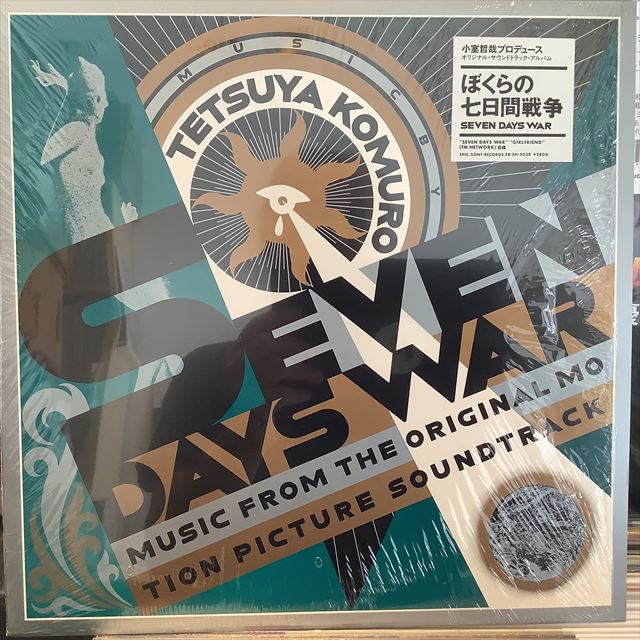 小室哲哉プロデュース
オリジナル・サウンドトラック・アルバム
ぼくらの
七日間戦争
SEVEN DAYS WAR
"SEVEN DAYS WAR" "GIRLFRIEND"
(TM NETWORK) 収録
EPIC/SONY RECORDS 28・3H-5038 ¥2800
MUSIC BY
TETSUYA KOMURO
SEVEN
DAYS WAR
MUSIC FROM THE ORIGINAL MO
TION PICTURE SOUNDTRACK